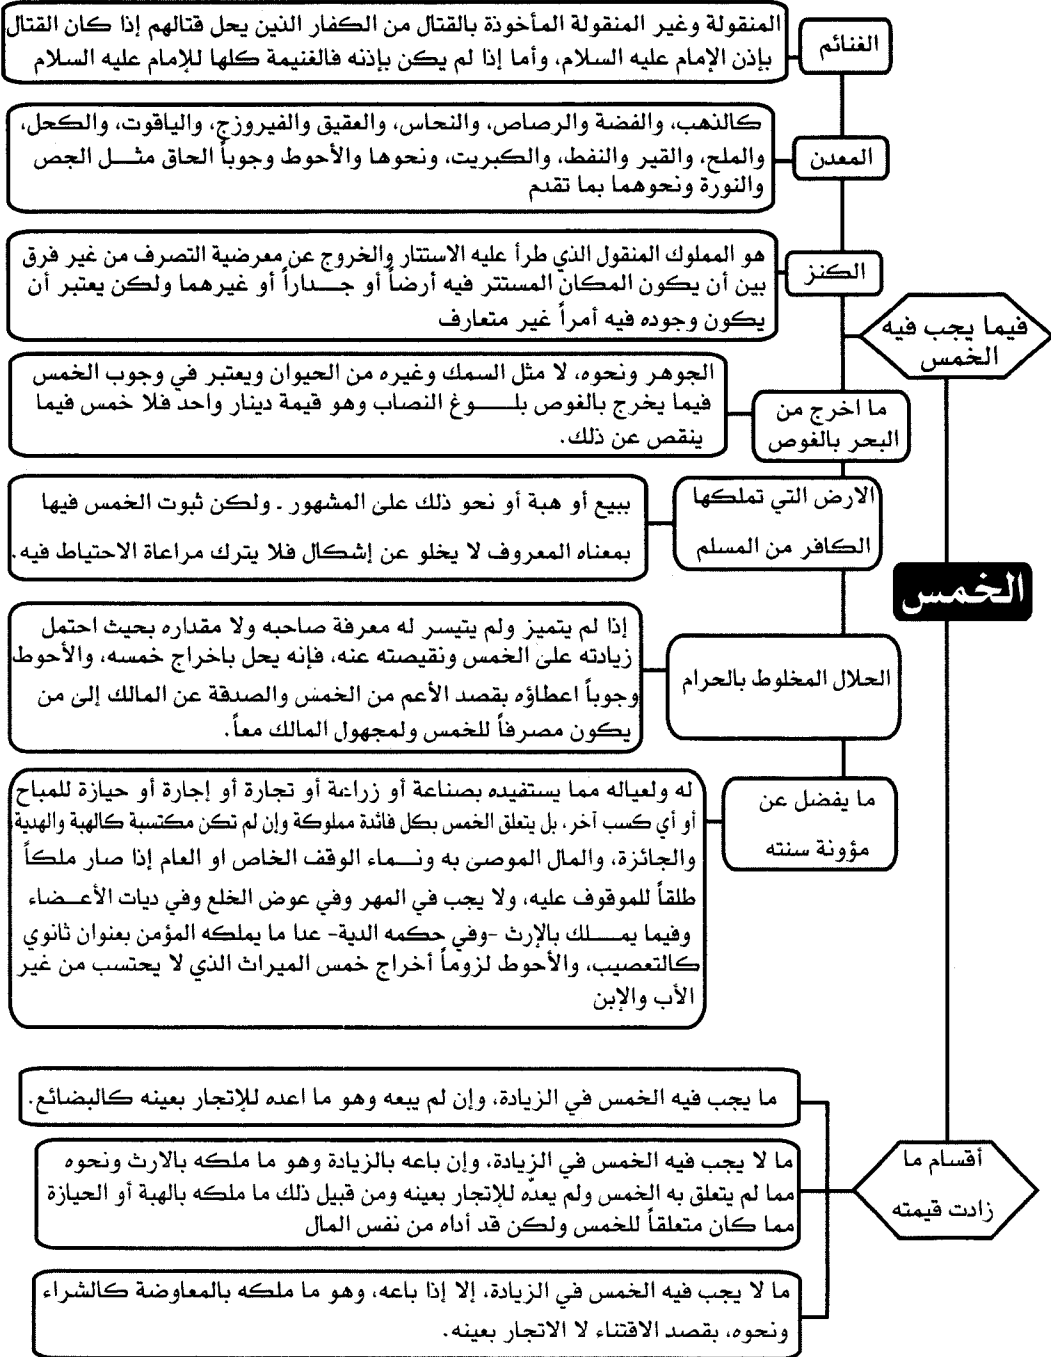 الخمس
فيما يجب فيه
الخمس
الغنائم
المنقولة وغير المنقولة المأخوذة بالقتال من الكفار الذين يحل قتالهم إذا كان القتال
بإذن الإمام عليه السلام، وأما إذا لم يكن بإذنه فالغنيمة كلها للإمام عليه السلام
المعدن
كالذهب، والفضة والرصاص، والنحاس، والعقيق والفيروزج، والياقوت، والكحل،
والملح، والقير والنفط، والكبريت، ونحوها والأحوط وجوباً الحاق مثل الجص
والنورة ونحوهما بما تقدم
الكنز
هو المملوك المنقول الذي طرأ عليه الاستتار والخروج عن معرضية التصرف من غير فرق
بين أن يكون المكان المستتر فيه أرضاً أو جداراً أو غيرهما ولكن يعتبر أن
يكون وجوده فيه أمراً غير متعارف
ما اخرج من
البحر بالغوص
الجوهر ونحوه، لا مثل السمك وغيره من الحيوان ويعتبر في وجوب الخمس
فيما يخرج بالغوص بلوغ النصاب وهو قيمة دينار واحد فلا خمس فيما
ينقص عن ذلك.
الارض التي تملكها
الكافر من المسلم
ببيع أو هبة أو نحو ذلك على المشهور ـ ولكن ثبوت الخمس فيها
بمعناه المعروف لا يخلو عن إشكال فلا يترك مراعاة الاحتياط فيه.
الحلال المخلوط بالحرام
إذا لم يتميز ولم يتيسر له معرفة صاحبه ولا مقداره بحيث احتمل
زيادته على الخمس ونقيصته عنه، فإنه يحل باخراج خمسه، والأحوط
وجوباً اعطاؤه بقصد الأعم من الخمس والصدقة عن المالك إلى من
يكون مصرفاً للخمس ولمجهول المالك معاً.
ما يفضل عن
مؤونة سنته
له ولعياله مما يستفيده بصناعة أو زراعة أو تجارة أو إجارة أو حيازة للمباح
أو أي كسب آخر، بل يتعلق الخمس بكل فائدة مملوكة وإن لم تكن مكتسبة كالهبة والهدية،
والجائزة، والمال الموصى به ونماء الوقف الخاص او العام إذا صار ملكاً
طلقاً للموقوف عليه، ولا يجب في المهر وفي عوض الخلع وفي ديات الأعضاء
وفيما يملك بالإرث -وفي حكمه الدية- عدا ما يملكه المؤمن بعنوان ثانوي
كالتعصيب، والأحوط لزوماً أخراج خمس الميراث الذي لا يحتسب من غير
الأب والإبن
أقسام ما
زادت قيمته
ما يجب فيه الخمس في الزيادة، وإن لم يبعه وهو ما اعده للإتجار بعينه كالبضائع.
ما لا يجب فيه الخمس في الزيادة، وإن باعه بالزيادة وهو ما ملكه بالارث ونحوه
مما لم يتعلق به الخمس ولم يعدّه للإتجار بعينه ومن قبيل ذلك ما ملكه بالهبة أو الحيازة
مما كان متعلقاً للخمس ولكن قد أداه من نفس المال
ما لا يجب فيه الخمس في الزيادة، إلا إذا باعه، وهو ما ملكه بالمعاوضة كالشراء
ونحوه، بقصد الاقتناء لا الاتجار بعينه.